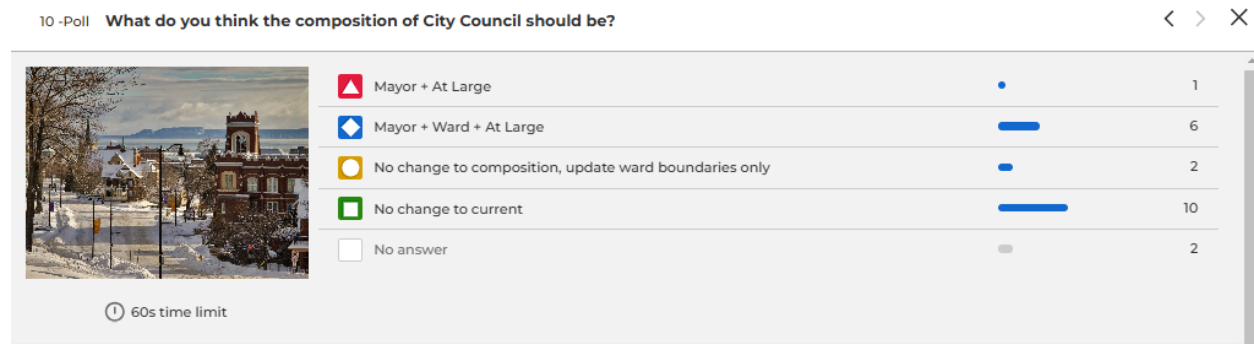 10 -Poll What do you think the composition of City Council should be?
Mayor + At Large 1
Mayor + Ward + At Large 6
No change to composition, update ward boundaries only 2
No change to current 10
No answer 2
60s time limit